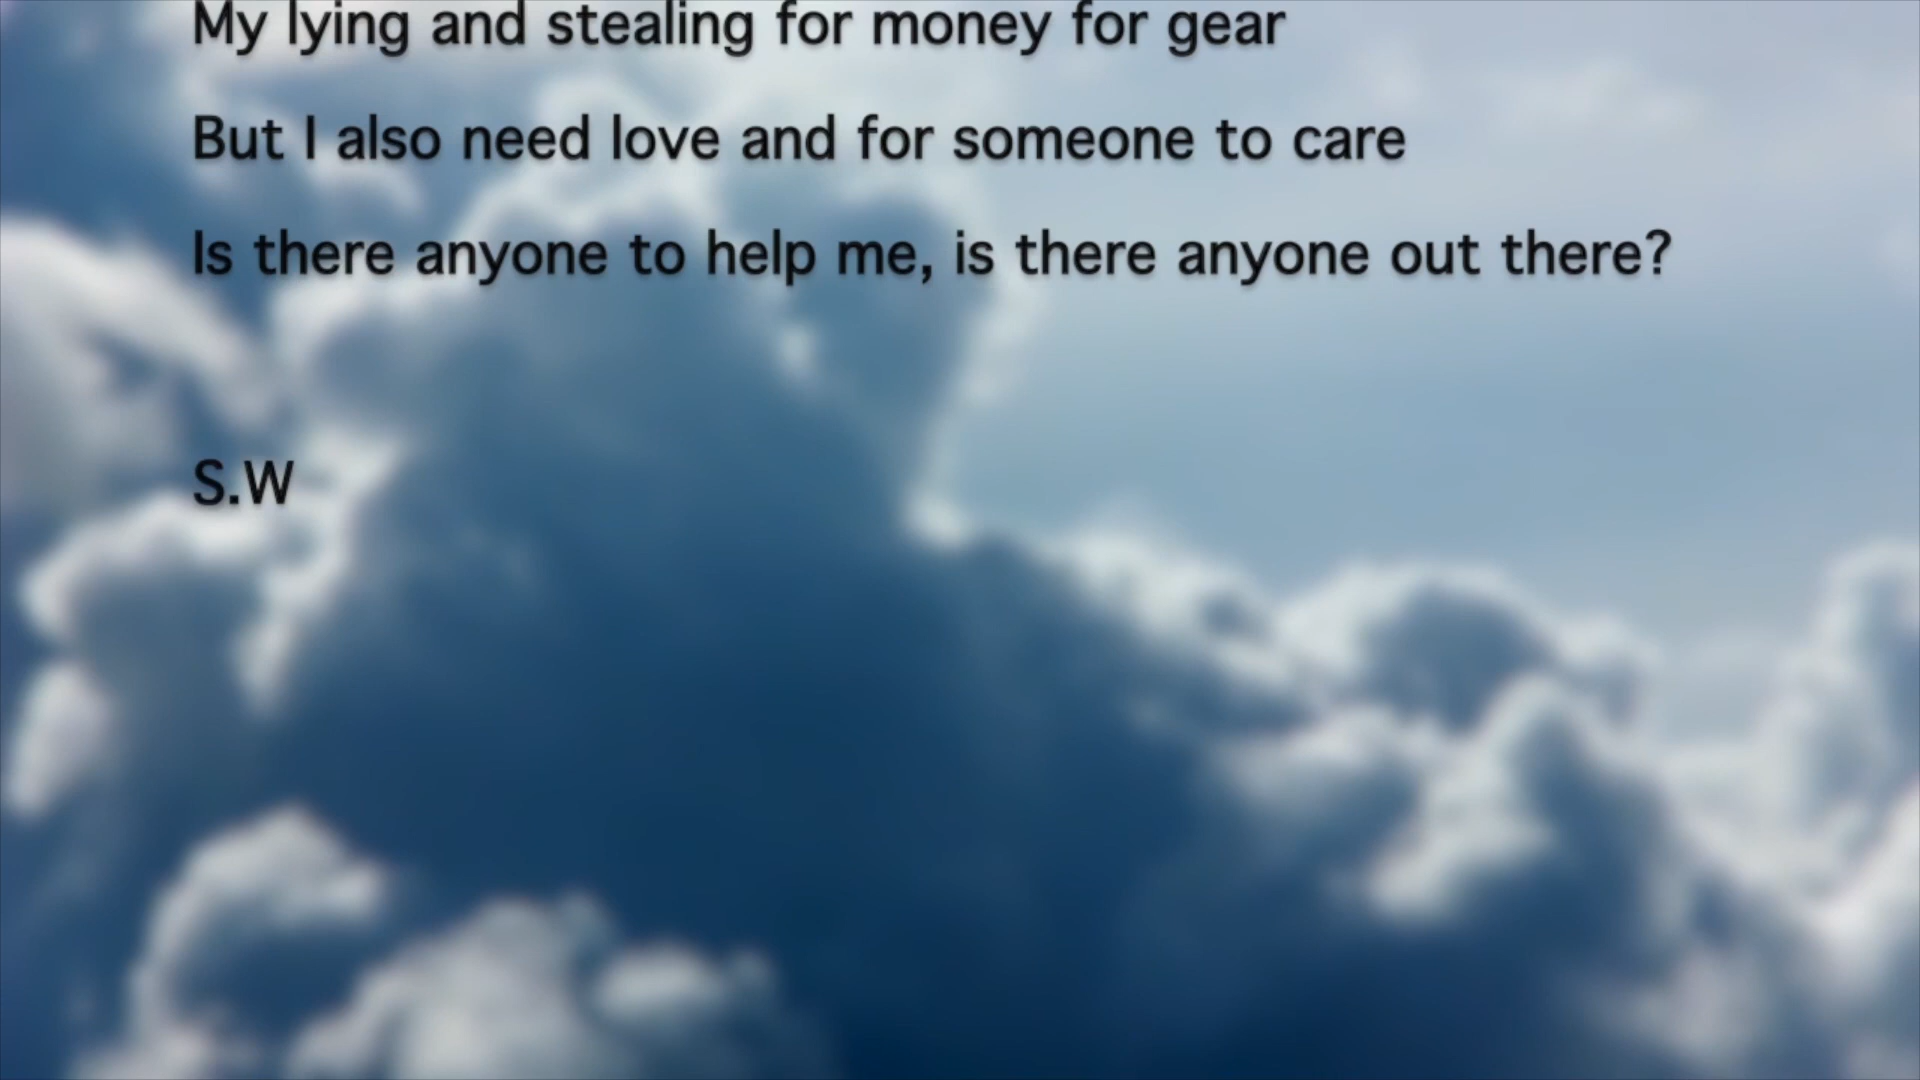 My lying and stealing for money for gear
But I also need love and for someone to care
Is there anyone to help me, is there anyone out there?
S.W